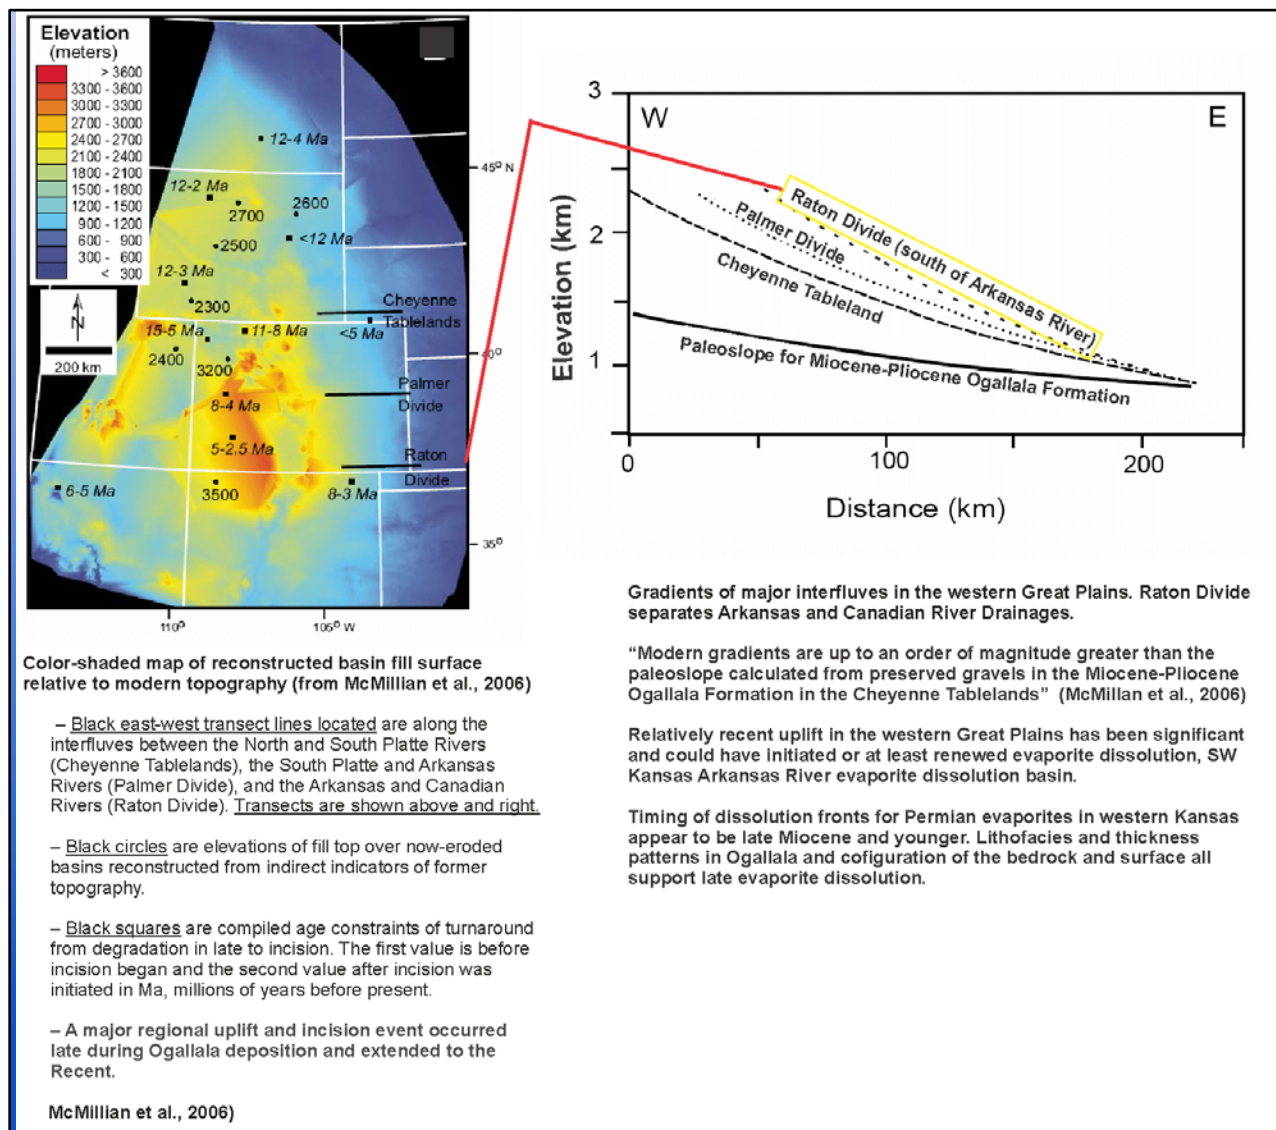 Elevation
(meters)
> 3600
3300 - 3600
3000 - 3300
2700 - 3000
2400 - 2700
2100 - 2400
1800 - 2100
1500 - 1800
1200 - 1500
900 - 1200
600 - 900
300 - 600
< 300
N
200 km
12-4 Ma
45° N
12-2 Ma
2700
2600
<12 Ma
2500
12-3 Ma
2300
Cheyenne
Tablelands
15-5 Ma
11-8 Ma
<5 Ma
2400
3200
40°
Palmer
Divide
8-4 Ma
5-2.5 Ma
Raton
Divide
6-5 Ma
3500
8-3 Ma
35°
110°
105° W
3
W
E
Raton Divide (south of Arkansas River)
Palmer Divide
2
Cheyenne Tableland
Elevation (km)
1
Paleoslope for Miocene-Pliocene Ogallala Formation
0
100
200
Distance (km)
Color-shaded map of reconstructed basin fill surface
relative to modern topography (from McMillian et al., 2006)
– Black east-west transect lines located are along the
interfluves between the North and South Platte Rivers
(Cheyenne Tablelands), the South Platte and Arkansas
Rivers (Palmer Divide), and the Arkansas and Canadian
Rivers (Raton Divide). Transects are shown above and right.
– Black circles are elevations of fill top over now-eroded
basins reconstructed from indirect indicators of former
topography.
– Black squares are compiled age constraints of turnaround
from degradation in late to incision. The first value is before
incision began and the second value after incision was
initiated in Ma, millions of years before present.
– A major regional uplift and incision event occurred
late during Ogallala deposition and extended to the
Recent.
McMillian et al., 2006)
Gradients of major interfluves in the western Great Plains. Raton Divide
separates Arkansas and Canadian River Drainages.
“Modern gradients are up to an order of magnitude greater than the
paleoslope calculated from preserved gravels in the Miocene-Pliocene
Ogallala Formation in the Cheyenne Tablelands” (McMillan et al., 2006)
Relatively recent uplift in the western Great Plains has been significant
and could have initiated or at least renewed evaporite dissolution, SW
Kansas Arkansas River evaporite dissolution basin.
Timing of dissolution fronts for Permian evaporites in western Kansas
appear to be late Miocene and younger. Lithofacies and thickness
patterns in Ogallala and cofiguration of the bedrock and surface all
support late evaporite dissolution.